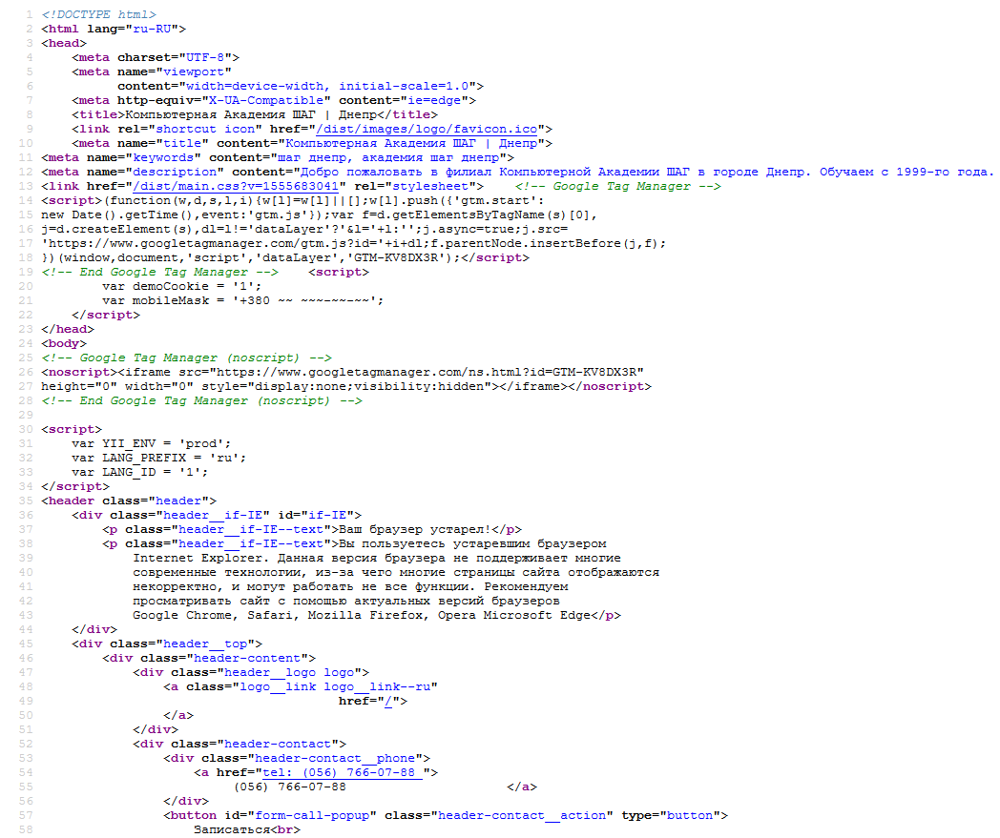 1 <!DOCTYPE html>
2 <html lang="ru-RU">
3 <head>
4     <meta charset="UTF-8">
5     <meta name="viewport"
6           content="width=device-width, initial-scale=1.0">
7     <meta http-equiv="X-UA-Compatible" content="ie=edge">
8     <title>Компьютерная Академия ШАГ | Днепр</title>
9     <link rel="shortcut icon" href="/dist/images/logo/favicon.ico">
10     <meta name="title" content="Компьютерная Академия ШАГ | Днепр">
11 <meta name="keywords" content="шаг днепр, академия шаг днепр">
12 <meta name="description" content="Добро пожаловать в филиал Компьютерной Академии ШАГ в городе Днепр. Обучаем с 1999-го года.
13 <link href="/dist/main.css?v=1555683041" rel="stylesheet">    <!-- Google Tag Manager -->
14 <script>(function(w,d,s,l,i){w[l]=w[l]||[];w[l].push({'gtm.start':
15 new Date().getTime(),event:'gtm.js'});var f=d.getElementsByTagName(s)[0],
16 j=d.createElement(s),dl=l!='dataLayer'?'&l='+l:'';j.async=true;j.src=
17 'https://www.googletagmanager.com/gtm.js?id='+i+dl;f.parentNode.insertBefore(j,f);
18 })(window,document,'script','dataLayer','GTM-KV8DX3R');</script>
19 <!-- End Google Tag Manager -->    <script>
20         var demoCookie = '1';
21         var mobileMask = '+380 ~~ ~~~-~~-~~';
22     </script>
23 </head>
24 <body>
25 <!-- Google Tag Manager (noscript) -->
26 <noscript><iframe src="https://www.googletagmanager.com/ns.html?id=GTM-KV8DX3R"
27 height="0" width="0" style="display:none;visibility:hidden"></iframe></noscript>
28 <!-- End Google Tag Manager (noscript) -->
29
30 <script>
31     var YII_ENV = 'prod';
32     var LANG_PREFIX = 'ru';
33     var LANG_ID = '1';
34 </script>
35 <header class="header">
36     <div class="header__if-IE" id="if-IE">
37         <p class="header__if-IE--text">Ваш браузер устарел!</p>
38         <p class="header__if-IE--text">Вы пользуетесь устаревшим браузером
39             Internet Explorer. Данная версия браузера не поддерживает многие
40             современные технологии, из-за чего многие страницы сайта отображаются
41             некорректно, и могут работать не все функции. Рекомендуем
42             просматривать сайт с помощью актуальных версий браузеров
43             Google Chrome, Safari, Mozilla Firefox, Opera Microsoft Edge</p>
44     </div>
45     <div class="header__top">
46         <div class="header-content">
47             <div class="header__logo logo">
48                 <a class="logo__link logo__link--ru"
49                                        href="/">
50                 </a>
51             </div>
52             <div class="header-contact">
53                 <div class="header-contact__phone">
54                     <a href="tel: (056) 766-07-88 ">
55                          (056) 766-07-88                     </a>
56                 </div>
57                 <button id="form-call-popup" class="header-contact__action" type="button">
58                     Записаться<br>